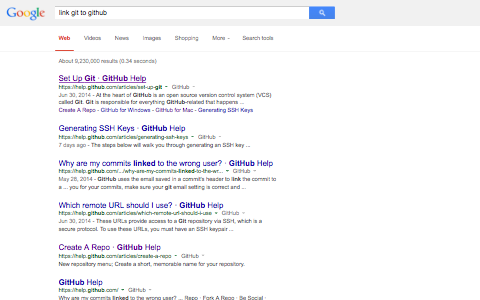 Google
link git to github
Web Videos News Images Shopping More Search tools
About 9,230,000 results (0.34 seconds)
Set Up Git · GitHub Help
https://help.github.com/articles/set-up-git GitHub
Jun 30, 2014 - At the heart of GitHub is an open source version control system (VCS)
called Git. Git is responsible for everything GitHub-related that happens ...
Create A Repo - GitHub for Windows - GitHub for Mac - Generating SSH Keys
Generating SSH Keys · GitHub Help
https://help.github.com/articles/generating-ssh-keys GitHub
7 days ago - The steps below will walk you through generating an SSH key ...
Why are my commits linked to the wrong user? · GitHub Help
https://help.github.com/.../why-are-my-commits-linked-to-the-wr... GitHub
May 28, 2014 - GitHub uses the email saved in a commit's header to link the commit to
a ... you for your commits, make sure your git email setting is correct and ...
Which remote URL should I use? · GitHub Help
https://help.github.com/articles/which-remote-url-should-i-use GitHub
Jun 30, 2014 - These URLs provide access to a Git repository via SSH, which is a
secure protocol. To use these URLs, you must have an SSH keypair ...
Create A Repo · GitHub Help
https://help.github.com/articles/create-a-repo GitHub
New repository menu; Create a short, memorable name for your repository.
GitHub Help
https://help.github.com/ GitHub
Why are my commits linked to the wrong user? ... Repo · Fork A Repo · Be Social ·